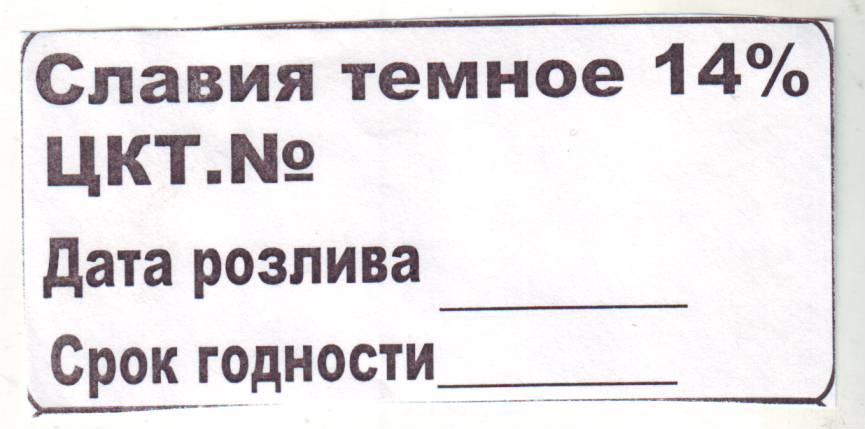 Славия темное 14%
ЦКТ.№
Дата розлива
Срок годности